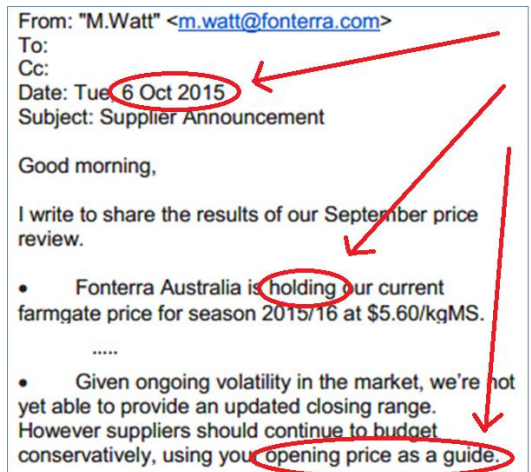 From: "M.Watt" <m.watt@fonterra.com>
To:
Cc:
Date: Tue, 6 Oct 2015
Subject: Supplier Announcement
Good morning,
I write to share the results of our September price
review.
• Fonterra Australia is holding our current
farmgate price for season 2015/16 at $5.60/kgMS.
.....
• Given ongoing volatility in the market, we're not
yet able to provide an updated closing range.
However suppliers should continue to budget
conservatively, using your opening price as a guide.